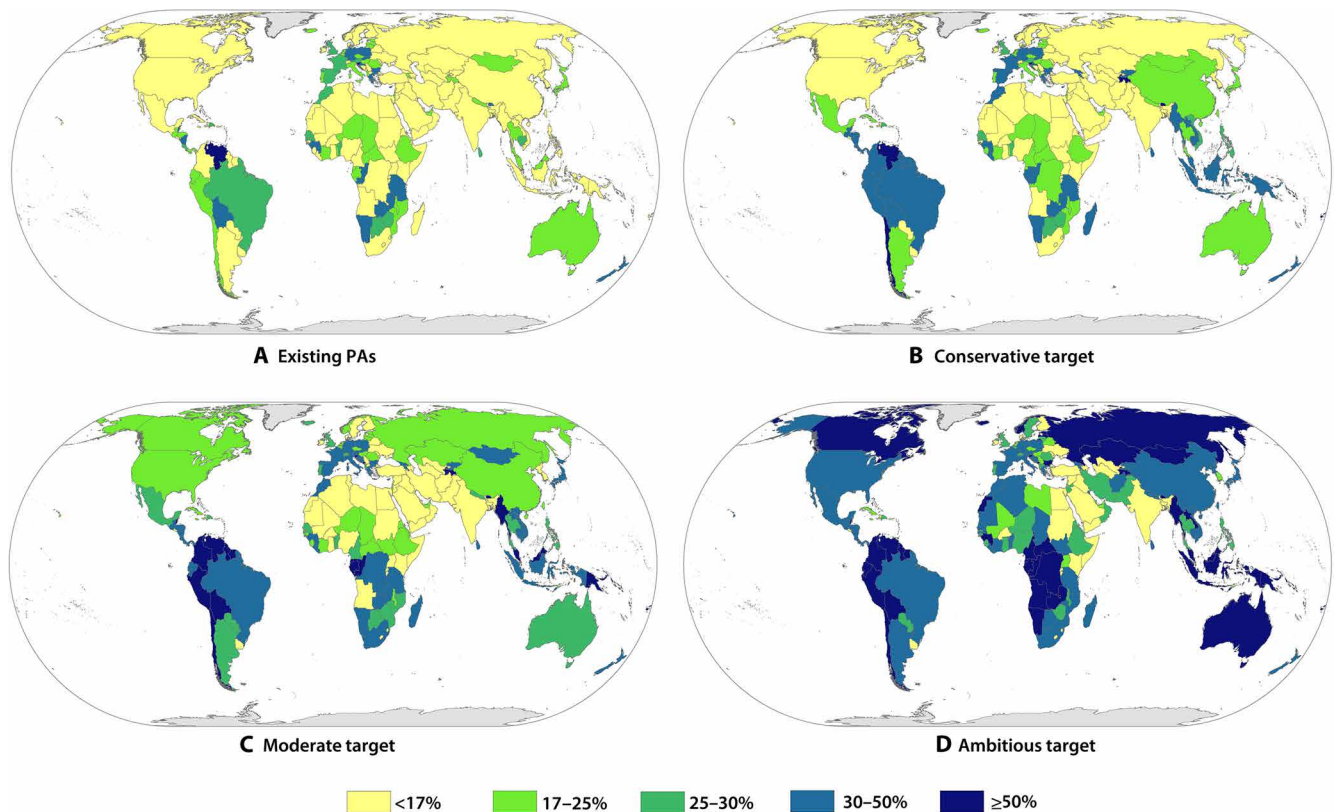 A Existing PAs
B Conservative target
C Moderate target
D Ambitious target
<17%
17–25%
25–30%
30–50%
≥50%